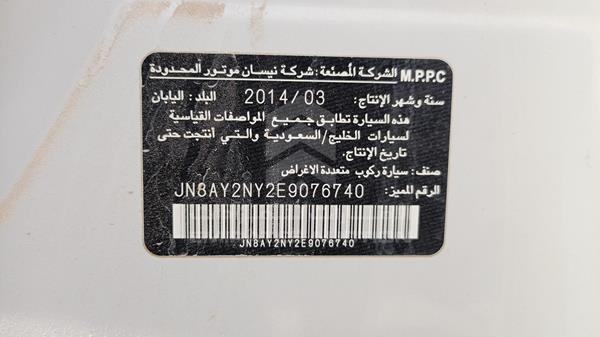 M.P.P.C الشركة المصنعة: شركة نيسان موتور المحدودة
سنة وشهر الإنتاج: 2014/03 البلد: اليابان
هذه السيارة تطابق جميع المواصفات القياسية
لسيارات الخليج/السعودية والتي أنتجت حتى
تاريخ الإنتاج.
صنف: سيارة ركوب متعددة الاغراض
الرقم المميز: JN8AY2NY2E9076740
JN8AY2NY2E9076740